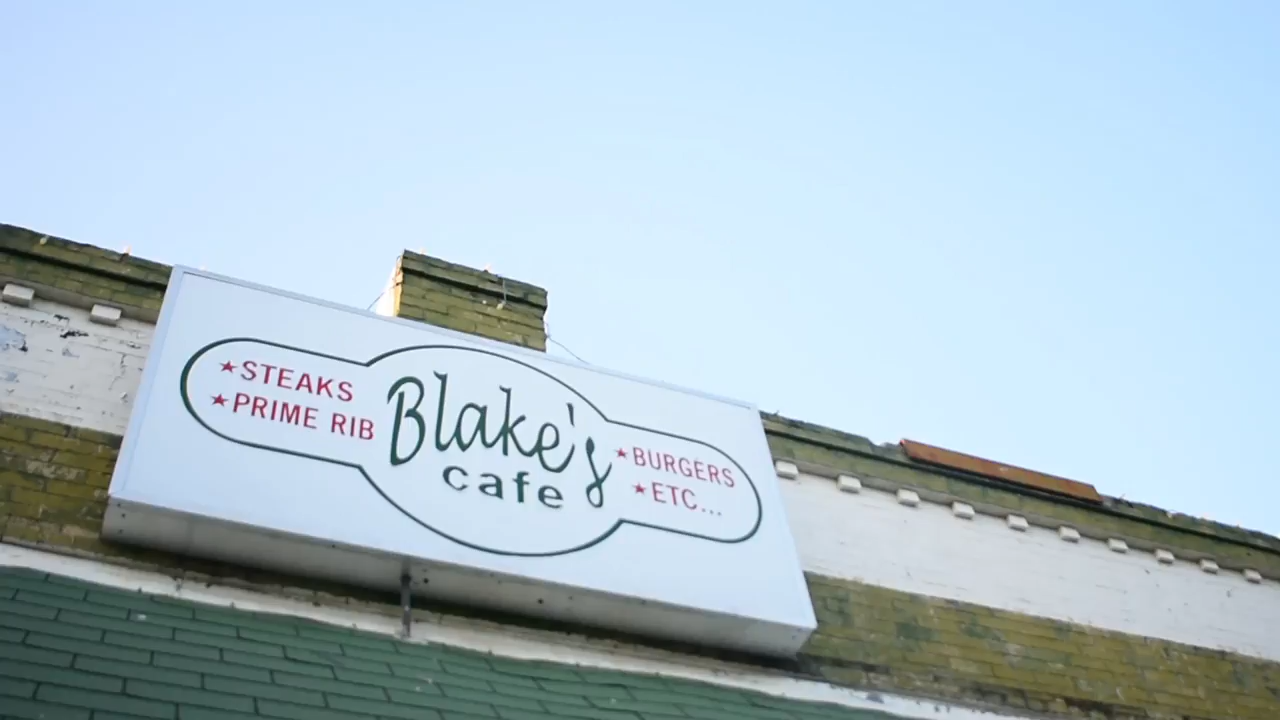 ★STEAKS
★PRIME RIB
Blake's
cafe
★BURGERS
★ETC...